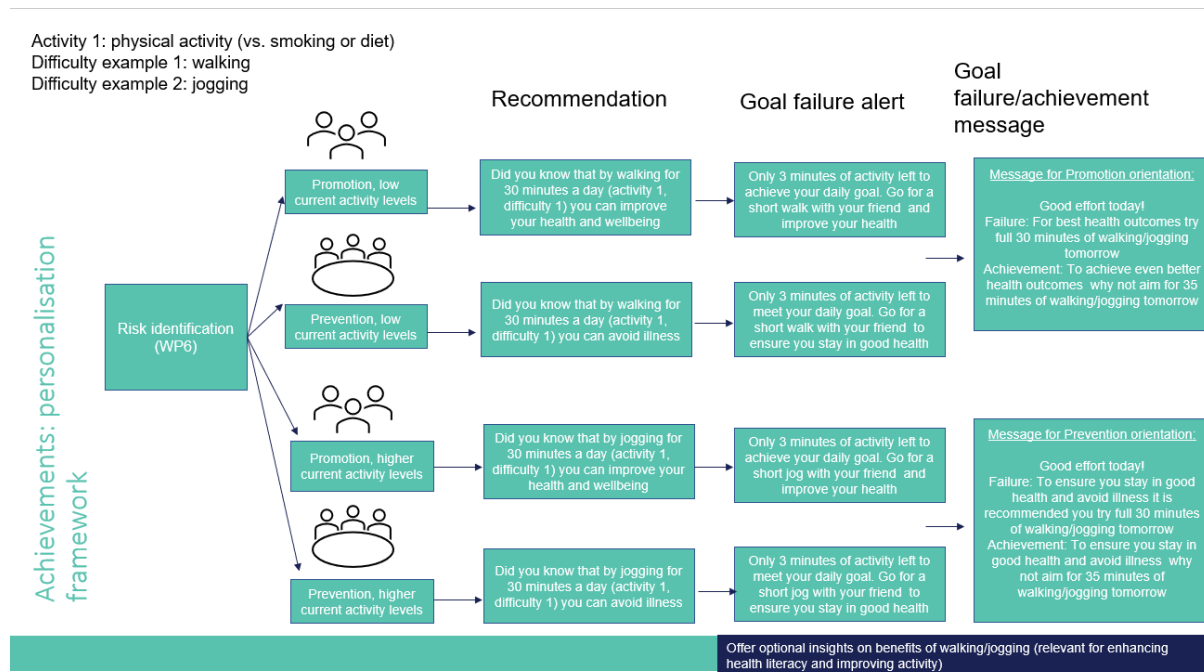 Activity 1: physical activity (vs. smoking or diet)
Difficulty example 1: walking
Difficulty example 2: jogging
Recommendation
Goal failure alert
Goal
failure/achievement
message
Achievements: personalisation
framework
Risk identification
(WP6)
Promotion, low
current activity levels
Did you know that by walking for
30 minutes a day (activity 1,
difficulty 1) you can improve
your health and wellbeing
Only 3 minutes of activity left to
achieve your daily goal. Go for a
short walk with your friend and
improve your health
Prevention, low
current activity levels
Did you know that by walking for
30 minutes a day (activity 1,
difficulty 1) you can avoid illness
Only 3 minutes of activity left to
meet your daily goal. Go for a
short walk with your friend to
ensure you stay in good health
Message for Promotion orientation:
Good effort today!
Failure: For best health outcomes try
full 30 minutes of walking/jogging
tomorrow
Achievement: To achieve even better
health outcomes why not aim for 35
minutes of walking/jogging tomorrow
Promotion, higher
current activity levels
Did you know that by jogging for
30 minutes a day (activity 1,
difficulty 1) you can improve your
health and wellbeing
Only 3 minutes of activity left to
achieve your daily goal. Go for a
short jog with your friend and
improve your health
Prevention, higher
current activity levels
Did you know that by jogging for
30 minutes a day (activity 1,
difficulty 1) you can avoid illness
Only 3 minutes of activity left to
meet your daily goal. Go for a
short jog with your friend to
ensure you stay in good health
Message for Prevention orientation:
Good effort today!
Failure: To ensure you stay in good
health and avoid illness it is
recommended you try full 30 minutes
of walking/jogging tomorrow
Achievement: To ensure you stay in
good health and avoid illness why
not aim for 35 minutes of
walking/jogging tomorrow
Offer optional insights on benefits of walking/jogging (relevant for enhancing
health literacy and improving activity)